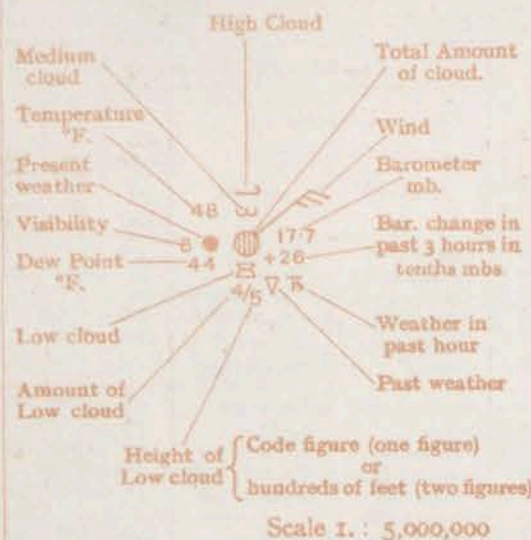 High Cloud
Medium
cloud
Total Amount
of cloud.
Temperature
°F.
Wind
Present
weather
Barometer
mb.
48
Visibility
8
17.7
Bar. change in
past 3 hours in
tenths mbs.
Dew Point
°F.
44
+26
4/5
Low cloud
Weather in
past hour
Amount of
Low cloud
Past weather
Height of
Low cloud
Code figure (one figure)
or
hundreds of feet (two figures)
Scale 1. : 5,000,000